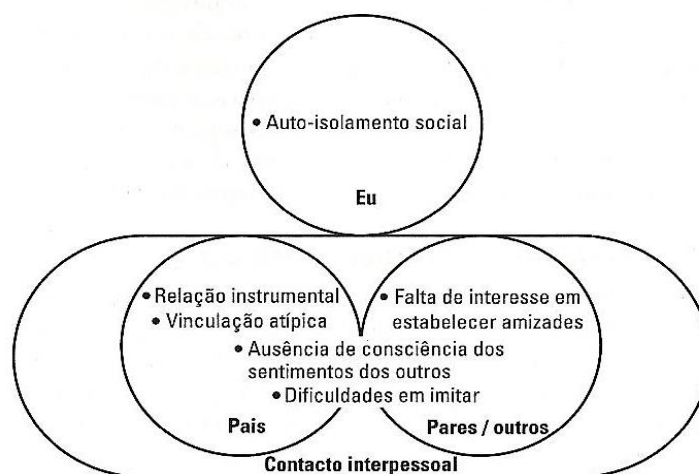 • Auto-isolamento social
Eu
• Relação instrumental
• Vinculação atípica
• Falta de interesse em
estabelecer amizades
• Ausência de consciência dos
sentimentos dos outros
• Dificuldades em imitar
Pais
Pares / outros
Contacto interpessoal